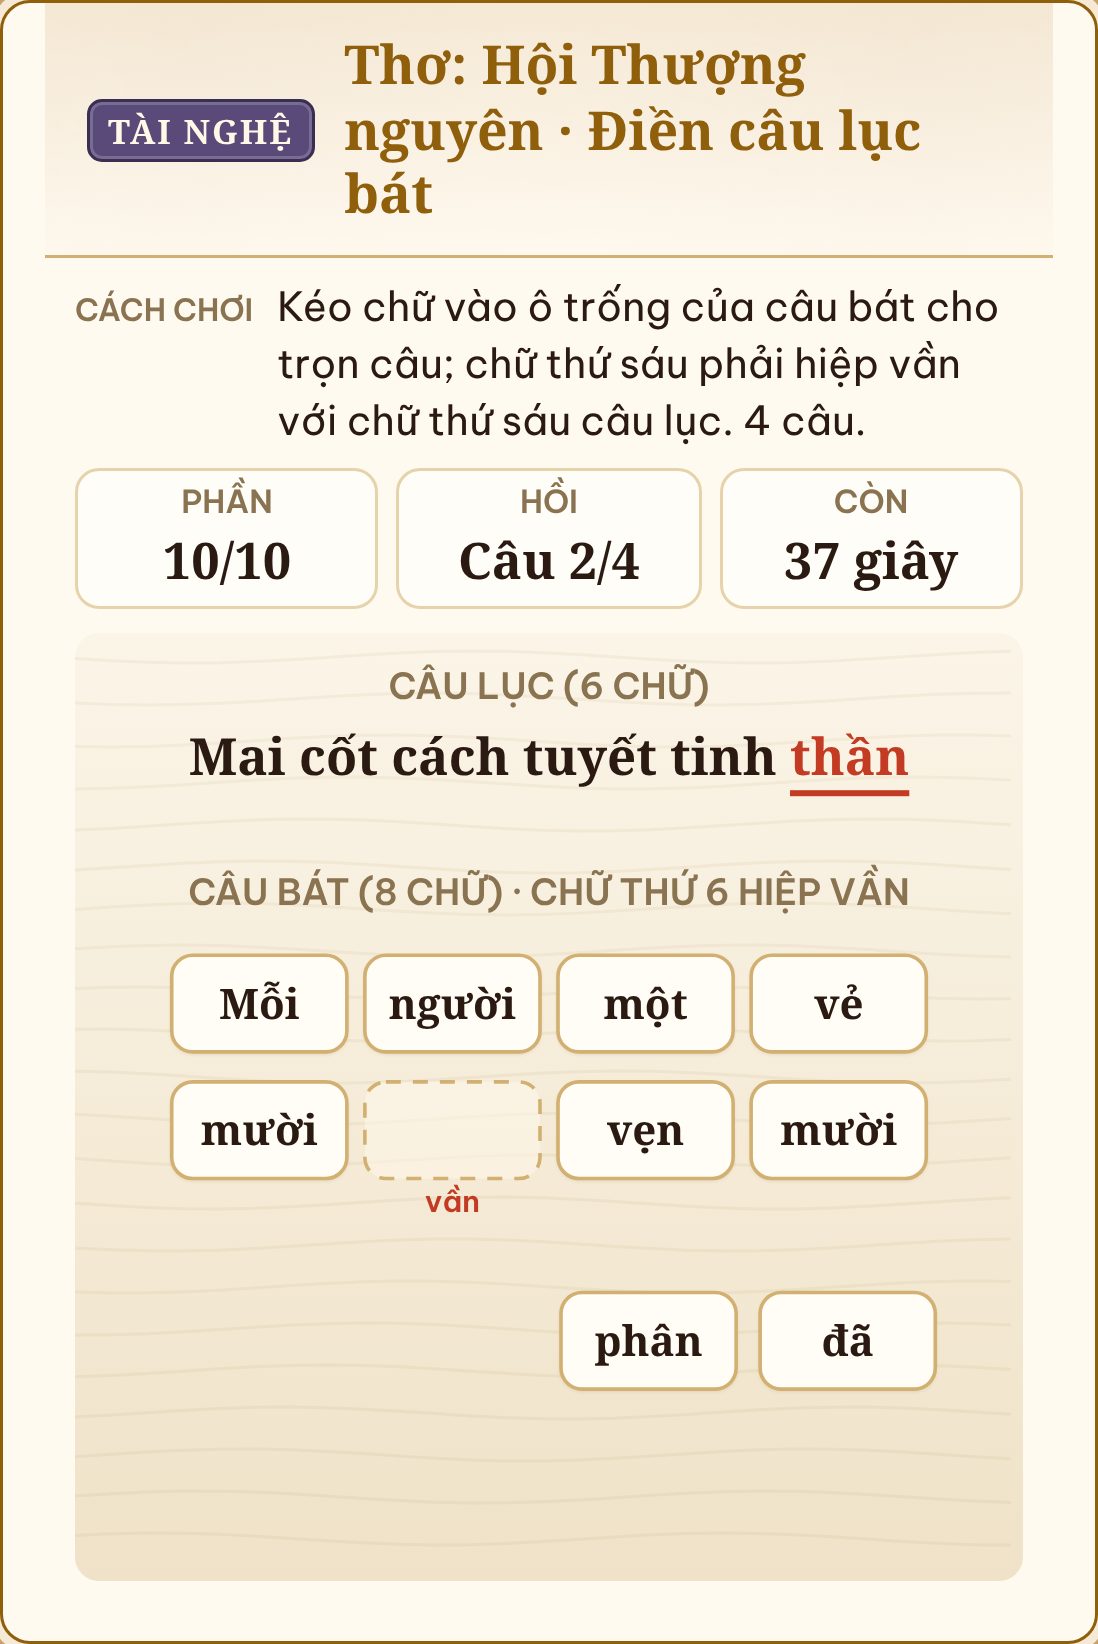 TÀI NGHỆ
Thơ: Hội Thượng
nguyên · Điền câu lục
bát
CÁCH CHƠI
Kéo chữ vào ô trống của câu bát cho
trọn câu; chữ thứ sáu phải hiệp vần
với chữ thứ sáu câu lục. 4 câu.
PHẦN
10/10
HỒI
Câu 2/4
CÒN
37 giây
CÂU LỤC (6 CHỮ)
Mai cốt cách tuyết tinh thần
CÂU BÁT (8 CHỮ) · CHỮ THỨ 6 HIỆP VẦN
Mỗi người một vẻ
mười vẹn mười
vần
phân đã